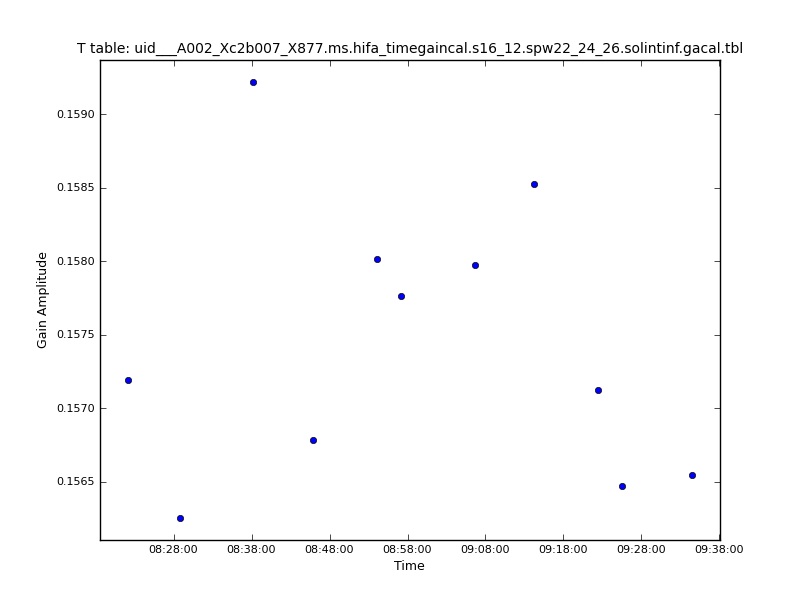 T table: uid___A002_Xc2b007_X877.ms.hifa_timegaincal.s16_12.spw22_24_26.solintinf.gacal.tbl
0.1590
0.1585
0.1580
0.1575
0.1570
0.1565
Gain Amplitude
08:28:00 08:38:00 08:48:00 08:58:00 09:08:00 09:18:00 09:28:00 09:38:00
Time